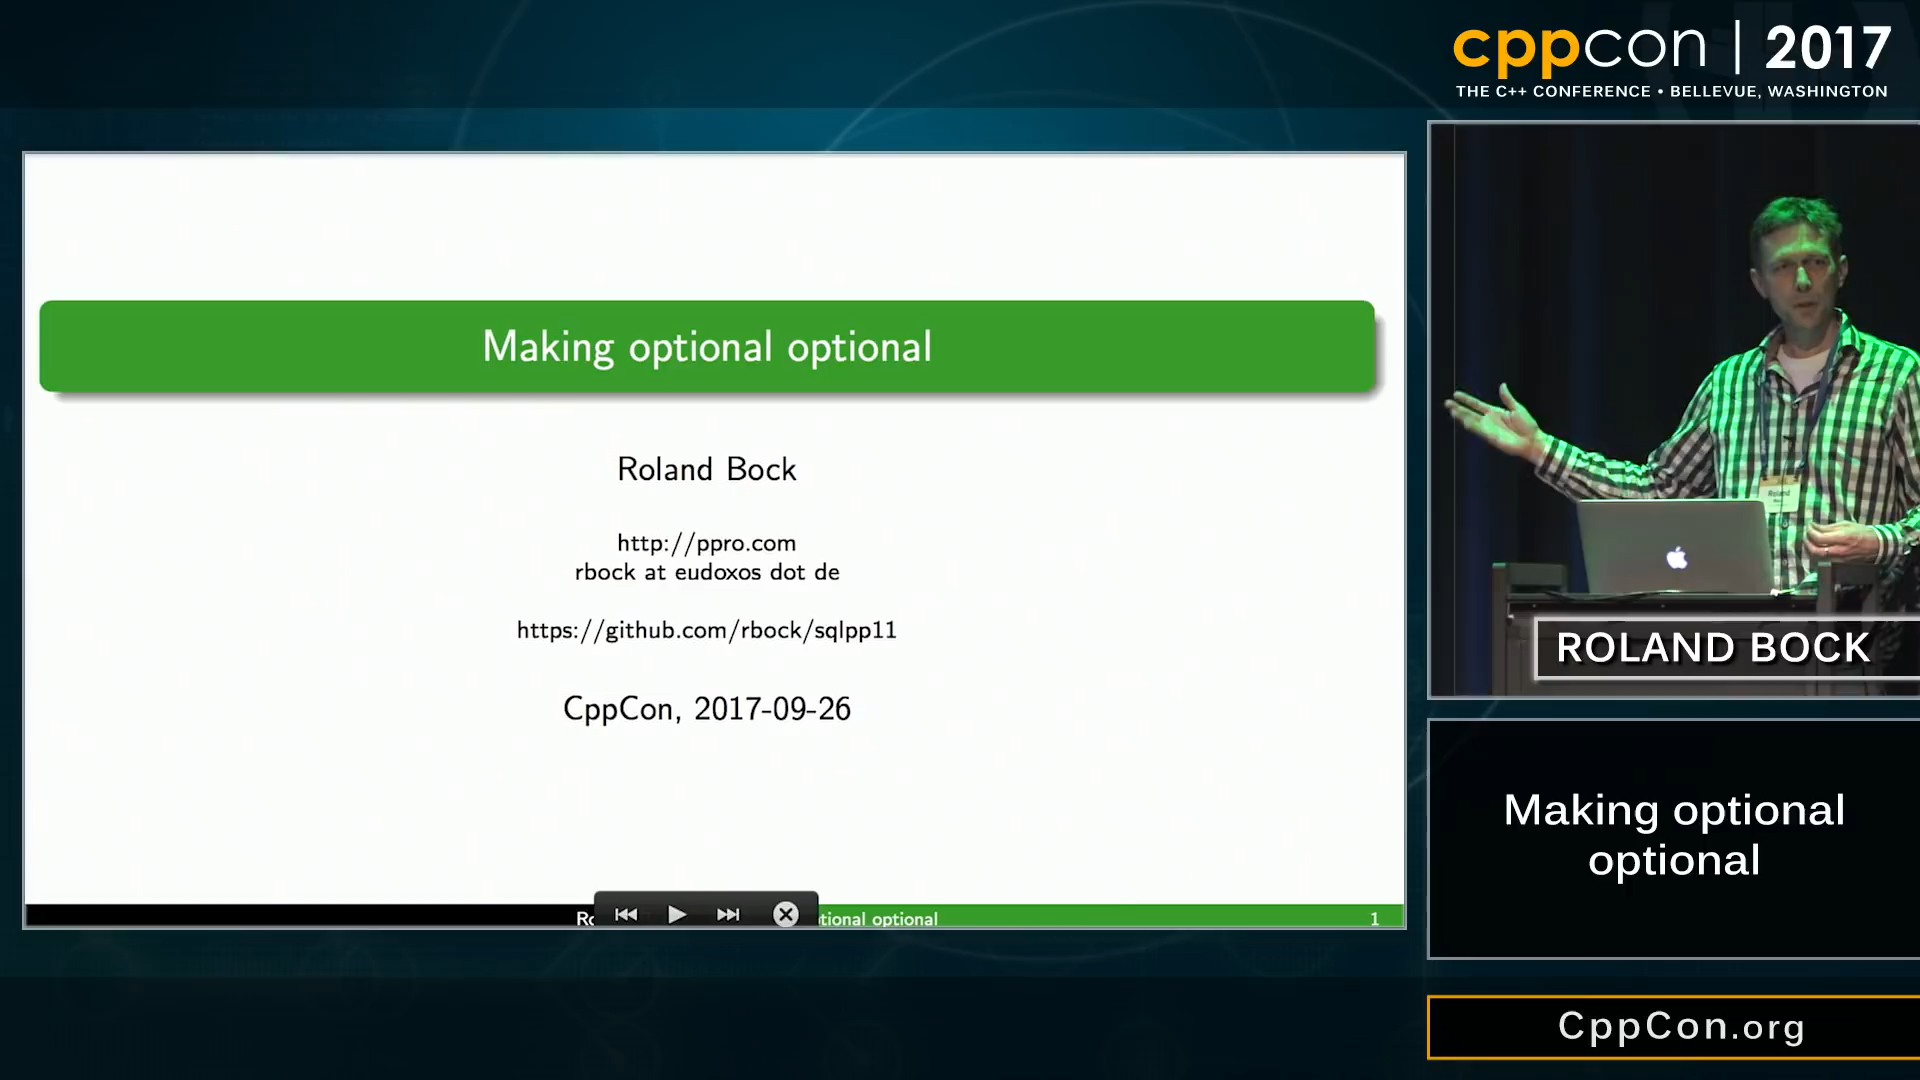 cppcon | 2017
THE C++ CONFERENCE • BELLEVUE, WASHINGTON
Making optional optional
Roland Bock
http://ppro.com
rbock at eudoxos dot de
https://github.com/rbock/sqlpp11
CppCon, 2017-09-26
Ro
tional optional
1
Roland
ROLAND BOCK
Making optional
optional
CppCon.org